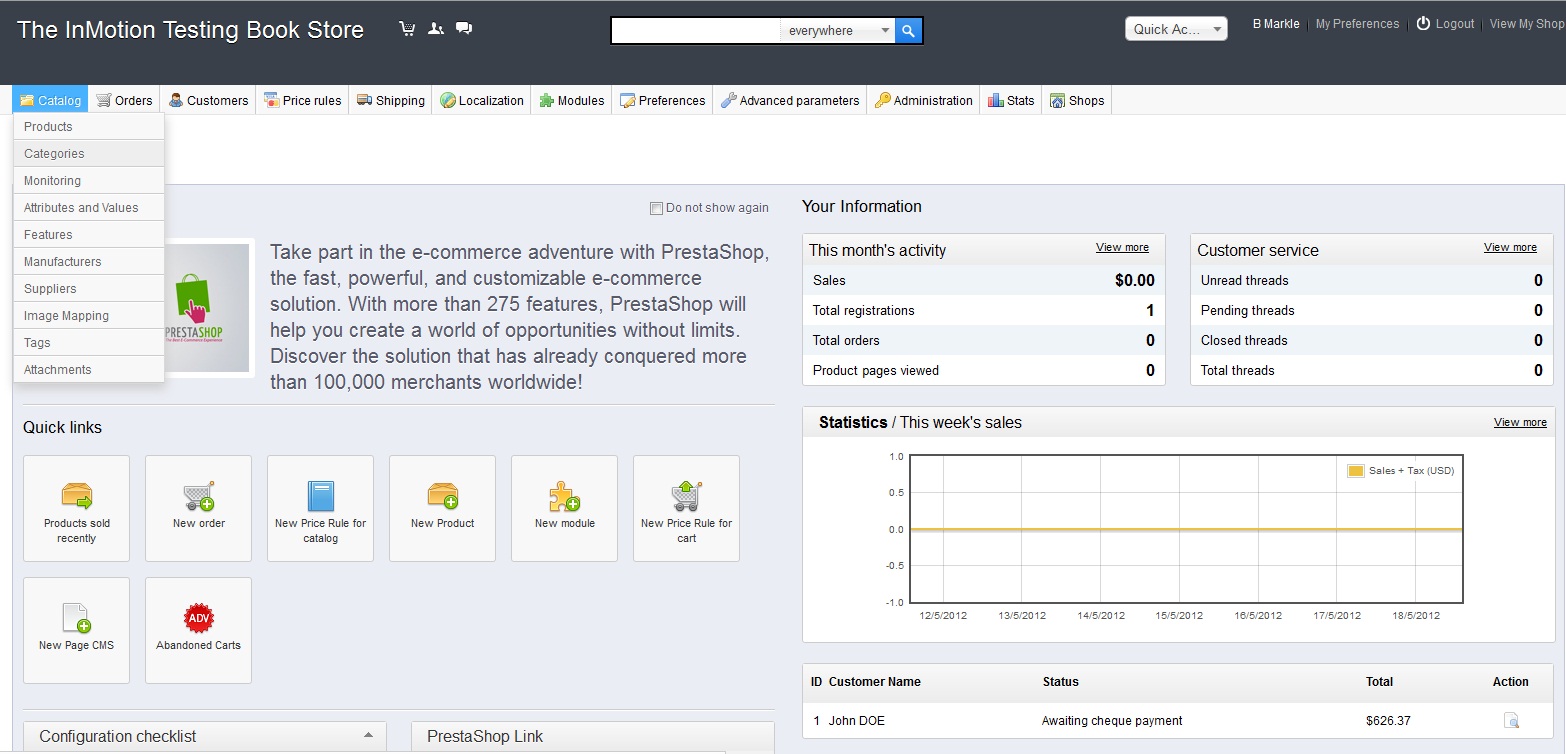 The InMotion Testing Book Store
everywhere
Quick Ac...
B Markle
My Preferences
Logout
View My Shop
Catalog
Orders
Customers
Price rules
Shipping
Localization
Modules
Preferences
Advanced parameters
Administration
Stats
Shops
Products
Categories
Monitoring
Attributes and Values
Features
Manufacturers
Suppliers
Image Mapping
Tags
Attachments
Do not show again
PRESTASHOP
Take part in the e-commerce adventure with PrestaShop,
the fast, powerful, and customizable e-commerce
solution. With more than 275 features, PrestaShop will
help you create a world of opportunities without limits.
Discover the solution that has already conquered more
than 100,000 merchants worldwide!
Quick links
Products sold
recently
New order
New Price Rule for
catalog
New Product
New module
New Price Rule for
cart
New Page CMS
ADV
Abandoned Carts
Configuration checklist
PrestaShop Link
Your Information
This month's activity View more
Sales $0.00
Total registrations 1
Total orders 0
Product pages viewed 0
Customer service View more
Unread threads 0
Pending threads 0
Closed threads 0
Total threads 0
Statistics / This week's sales View more
Sales + Tax (USD)
1.0
0.5
0.0
-0.5
-1.0
12/5/2012 13/5/2012 14/5/2012 15/5/2012 16/5/2012 17/5/2012 18/5/2012
ID Customer Name Status Total Action
1 John DOE Awaiting cheque payment $626.37